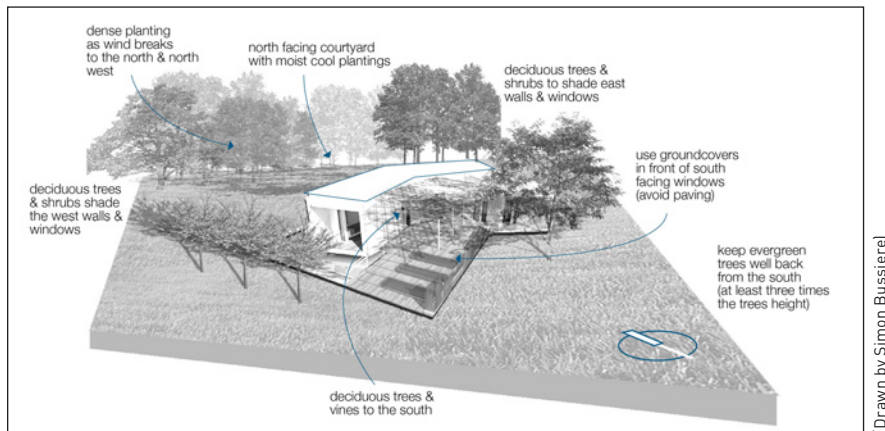 dense planting
as wind breaks
to the north & north
west
north facing courtyard
with moist cool plantings
deciduous trees &
shrubs to shade east
walls & windows
use groundcovers
in front of south
facing windows
(avoid paving)
deciduous trees
& shrubs shade
the west walls &
windows
keep evergreen
trees well back
from the south
(at least three times
the trees height)
deciduous trees &
vines to the south
(Drawn by Simon Bussiere)